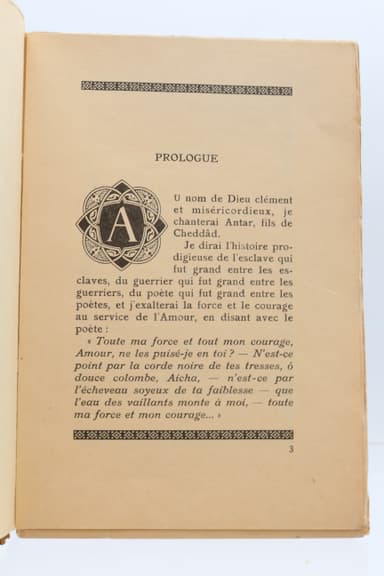 PROLOGUE
AU nom de Dieu clément
et miséricordieux, je
chanterai Antar, fils de
Cheddâd.
Je dirai l'histoire pro-
digieuse de l'esclave qui
fut grand entre les es-
claves, du guerrier qui fut grand entre les
guerriers, du poète qui fut grand entre les
poètes, et j'exalterai la force et le courage
au service de l'Amour, en disant avec le
poète :
« Toute ma force et tout mon courage,
Amour, ne les puisé-je en toi ? — N'est-ce
point par la corde noire de tes tresses, ô
douce colombe, Aïcha, — n'est-ce par
l'écheveau soyeux de ta faiblesse — que
l'eau des vaillants monte à moi, — toute
ma force et mon courage... »
3